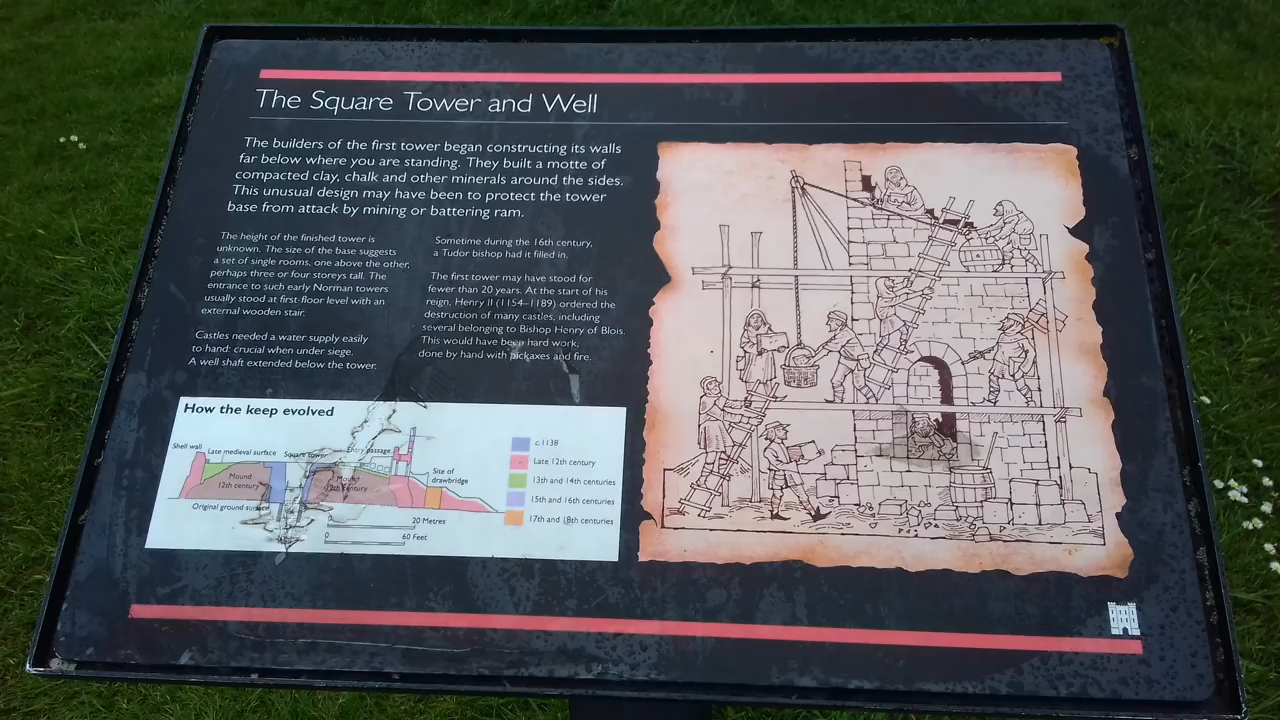 The Square Tower and Well
The builders of the first tower began constructing its walls
far below where you are standing. They built a motte of
compacted clay, chalk and other minerals around the sides.
This unusual design may have been to protect the tower
base from attack by mining or battering ram.
The height of the finished tower is
unknown. The size of the base suggests
a set of single rooms, one above the other,
perhaps three or four storeys tall. The
entrance to such early Norman towers
usually stood at first-floor level with an
external wooden stair.
Castles needed a water supply easily
to hand: crucial when under siege.
A well shaft extended below the tower.
Sometime during the 16th century,
a Tudor bishop had it filled in.
The first tower may have stood for
fewer than 20 years. At the start of his
reign, Henry II (1154–1189) ordered the
destruction of many castles, including
several belonging to Bishop Henry of Blois.
This would have been hard work,
done by hand with pickaxes and fire.
How the keep evolved
Shell wall
Late medieval surface
Square tower
Entry passage
Site of
drawbridge
Mound
12th century
Mound
12th century
Original ground surface
20 Metres
0
60 Feet
c.1138
Late 12th century
13th and 14th centuries
15th and 16th centuries
17th and 18th centuries